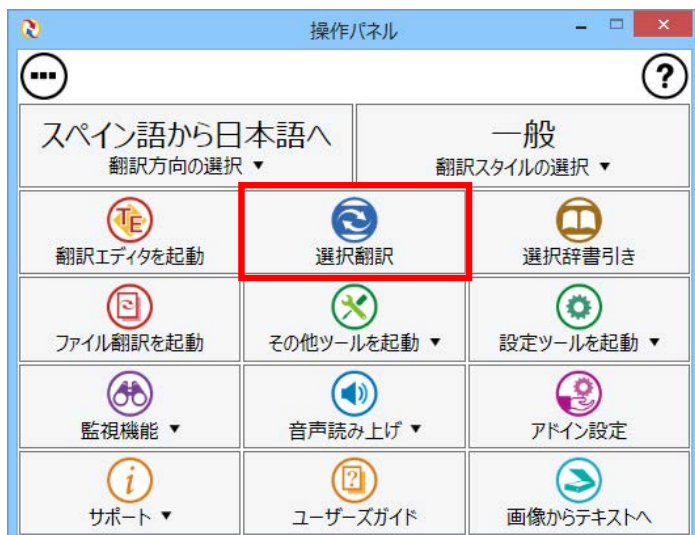 操作パネル
スペイン語から日本語へ 一般
翻訳方向の選択 ▼ 翻訳スタイルの選択 ▼
TE
翻訳エディタを起動 選択翻訳 選択辞書引き
ファイル翻訳を起動 その他ツールを起動 ▼ 設定ツールを起動 ▼
監視機能 ▼ 音声読み上げ ▼ アドイン設定
i ?
サポート ▼ ユーザーズガイド 画像からテキストへ